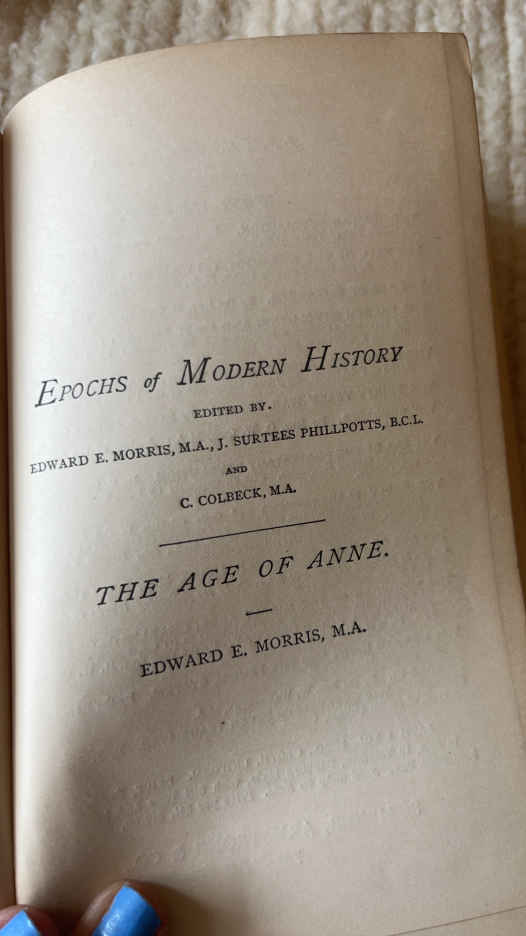 EPOCHS of MODERN HISTORY
EDITED BY.
EDWARD E. MORRIS, M.A., J. SURTEES PHILLPOTTS, B.C.L.
AND
C. COLBECK, M.A.
THE AGE OF ANNE.
EDWARD E. MORRIS, M.A.